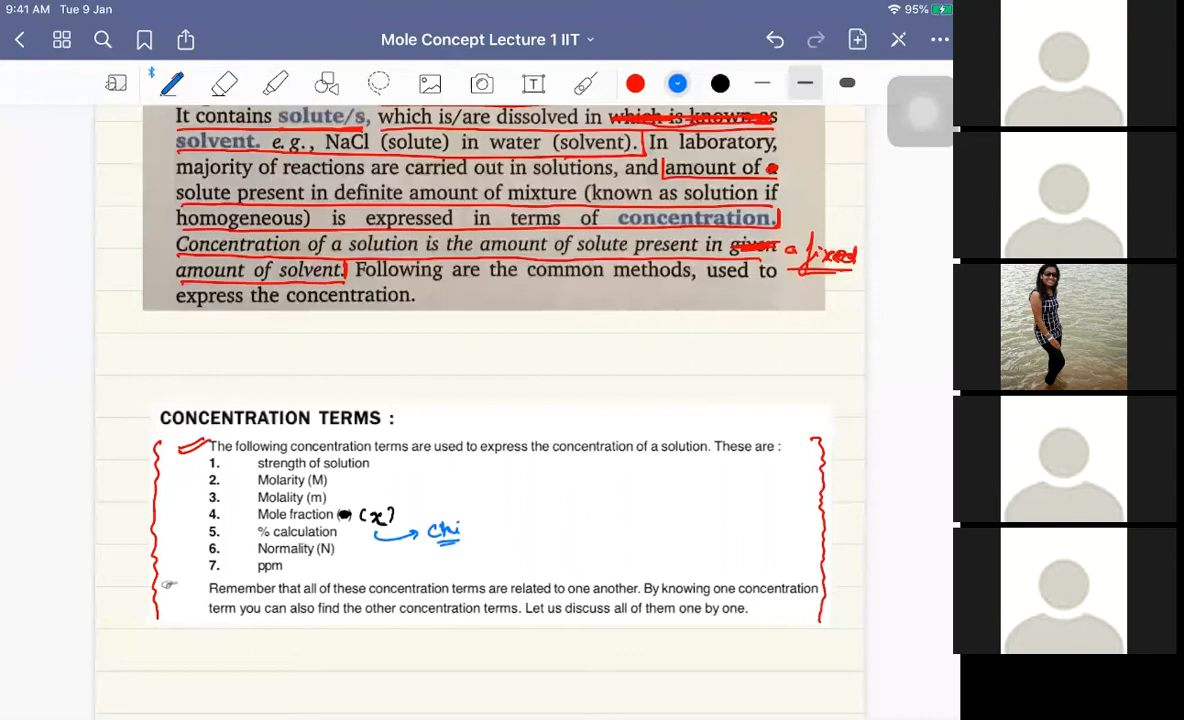 9:41 AM Tue 9 Jan
95%
Mole Concept Lecture 1 IIT
It contains solute/s, which is/are dissolved in which is known as
solvent. e.g., NaCl (solute) in water (solvent). In laboratory,
majority of reactions are carried out in solutions, and amount of a
solute present in definite amount of mixture (known as solution if
homogeneous) is expressed in terms of concentration.
Concentration of a solution is the amount of solute present in given a fixed
amount of solvent. Following are the common methods, used to
express the concentration.
CONCENTRATION TERMS :
The following concentration terms are used to express the concentration of a solution. These are :
1. strength of solution
2. Molarity (M)
3. Molality (m)
4. Mole fraction (x)
5. % calculation chi
6. Normality (N)
7. ppm
Remember that all of these concentration terms are related to one another. By knowing one concentration
term you can also find the other concentration terms. Let us discuss all of them one by one.